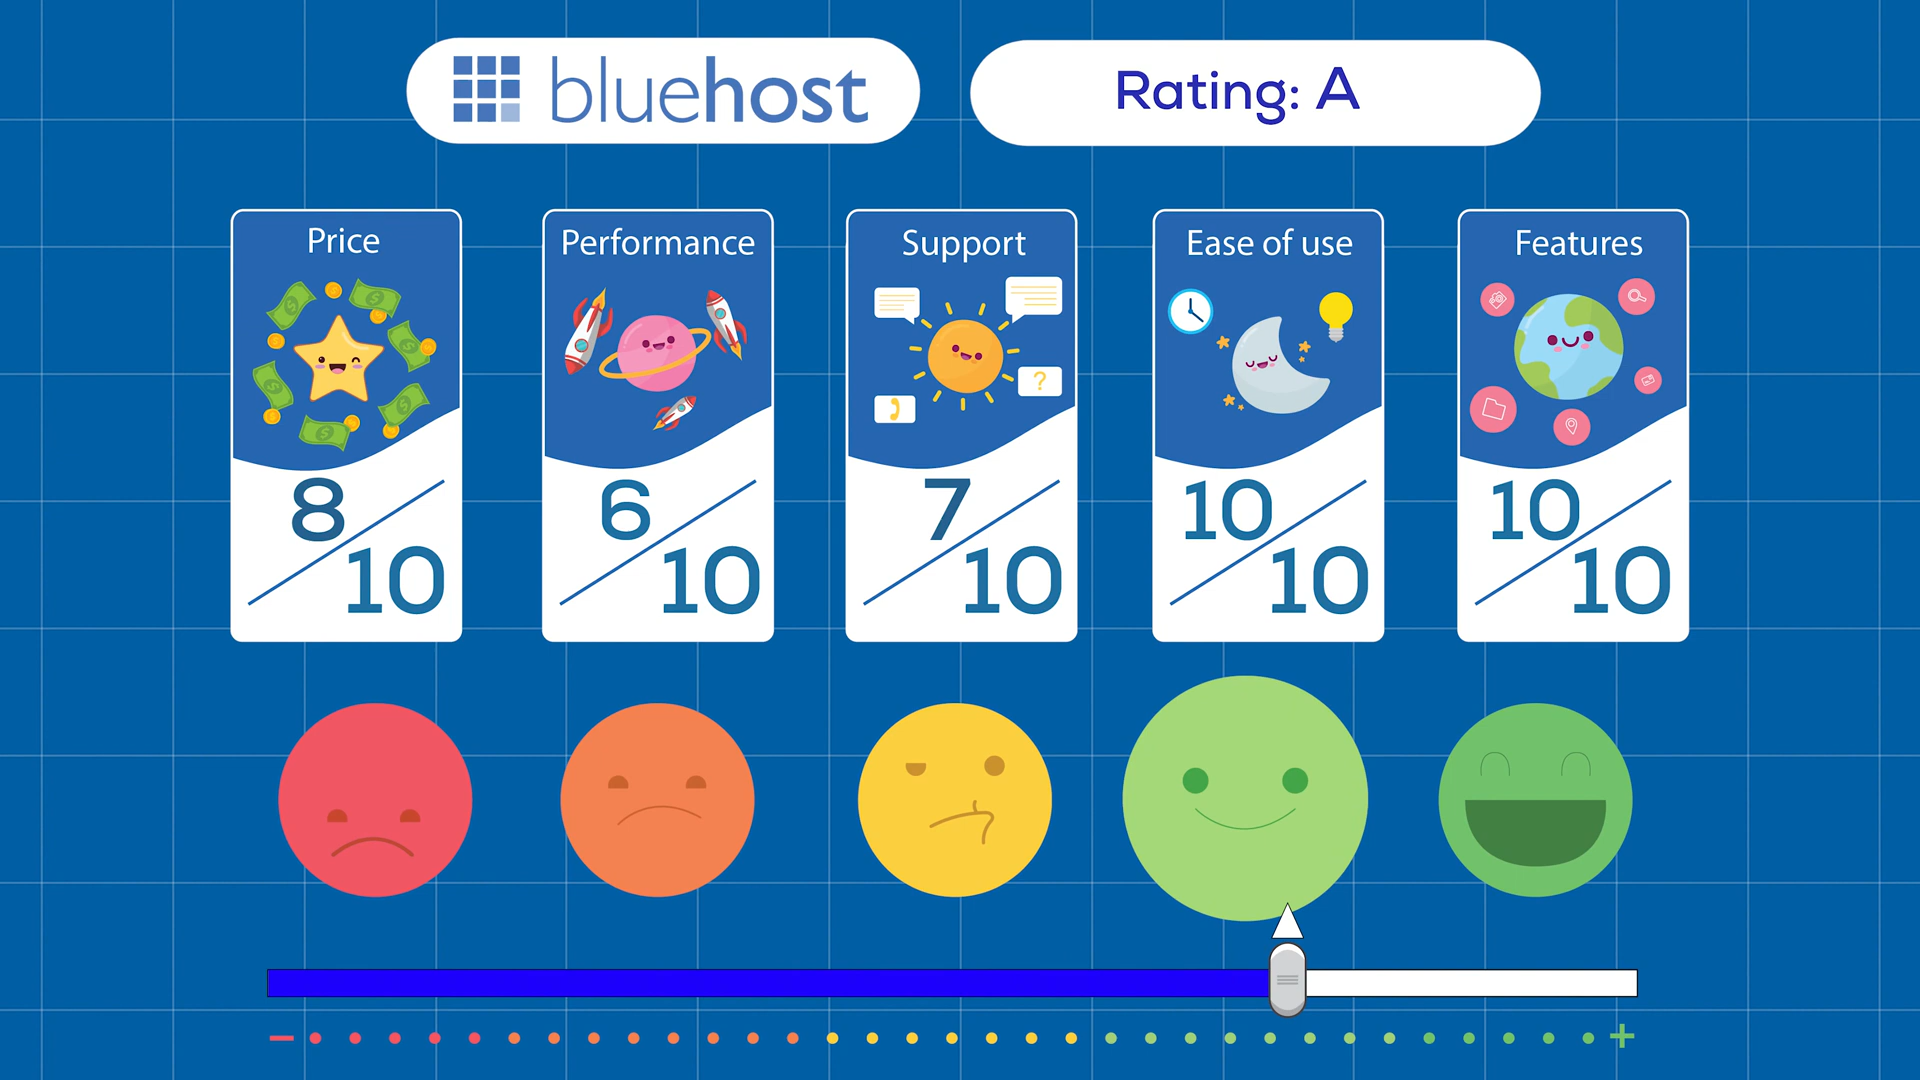 bluehost
Rating: A
Price
Performance
Support
Ease of use
Features
?
8/10
6/10
7/10
10/10
10/10